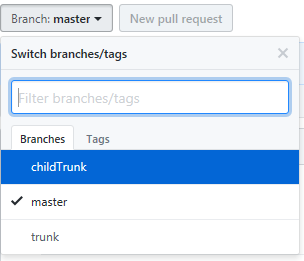 Branch: master
New pull request
Switch branches/tags
Filter branches/tags
Branches
Tags
childTrunk
master
trunk